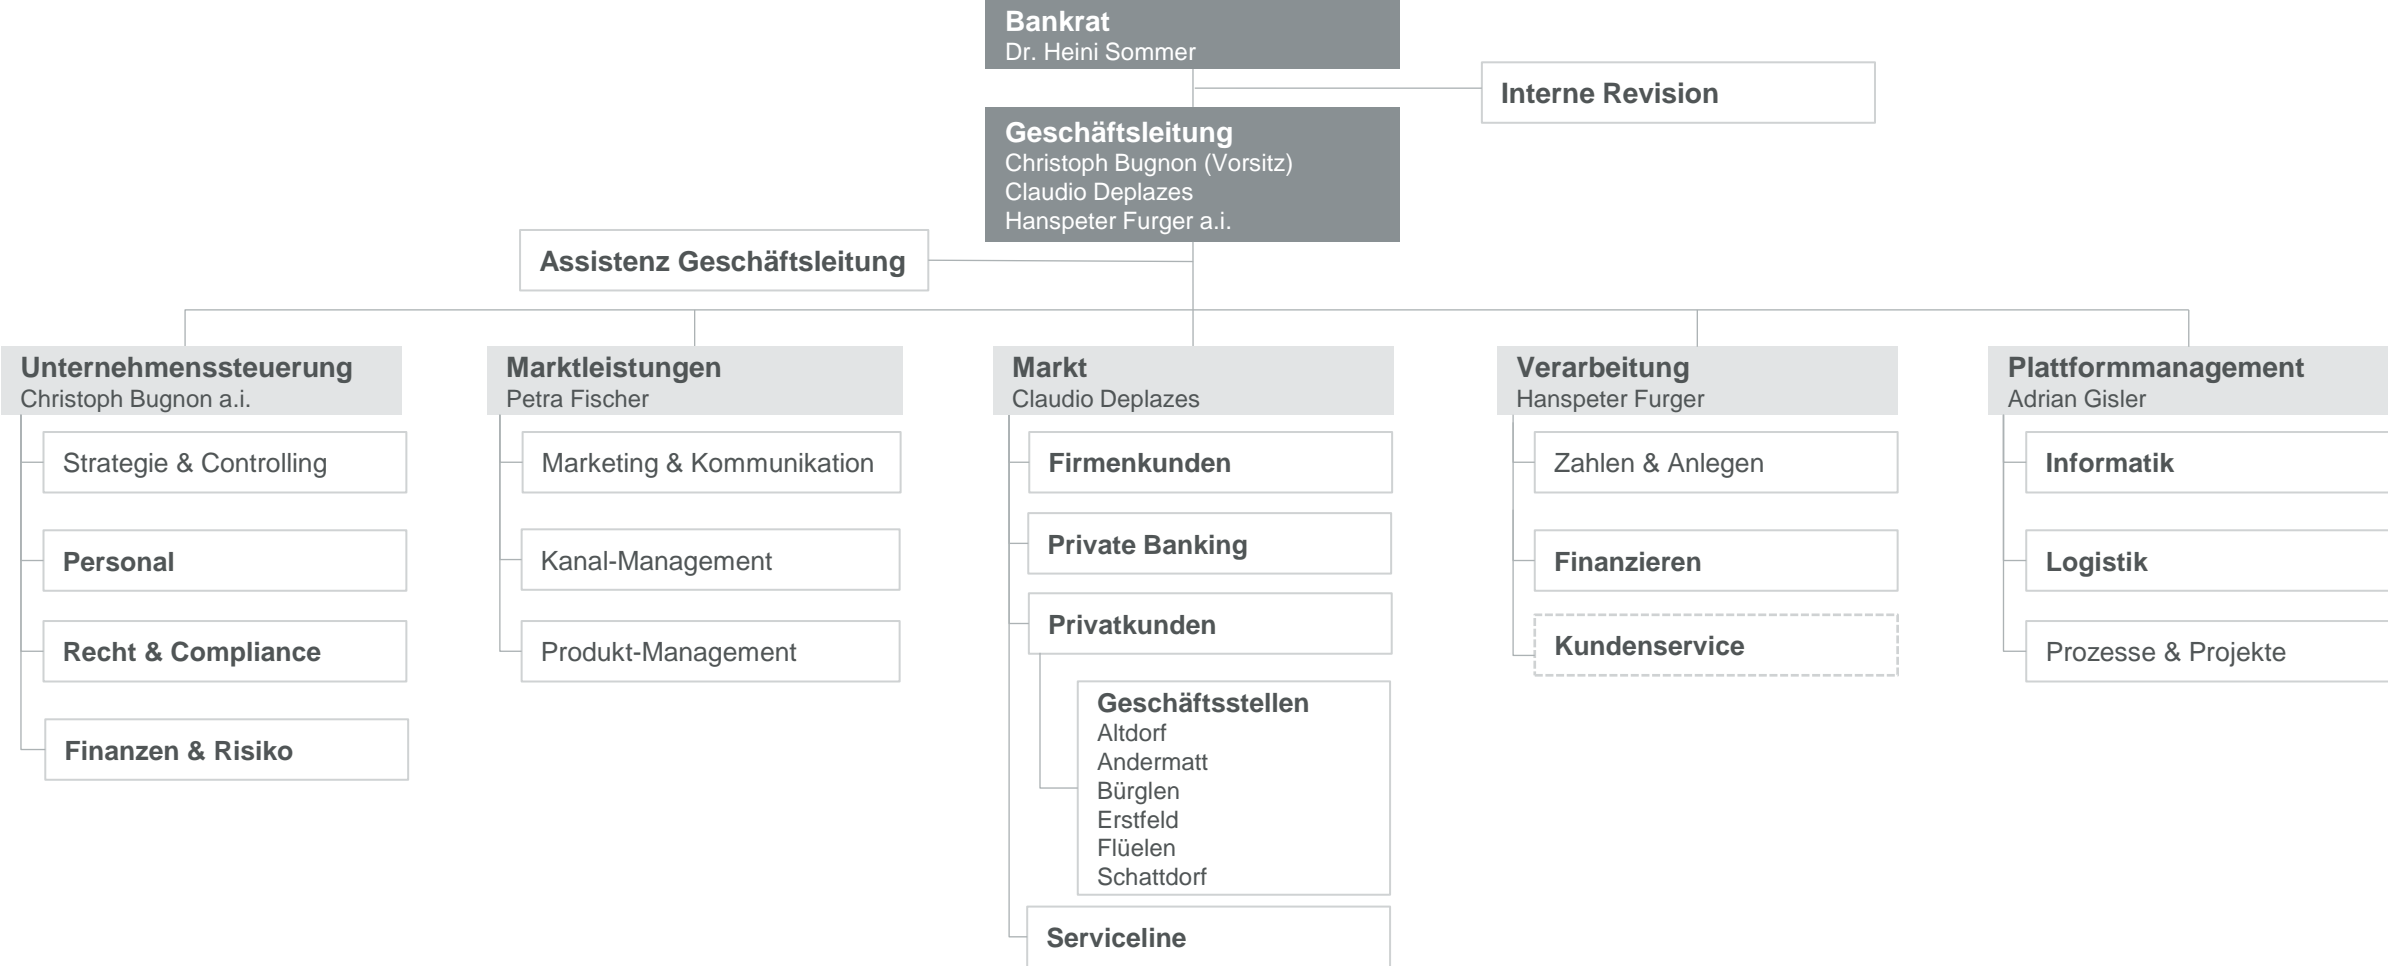 Bankrat
Dr. Heini Sommer
Interne Revision
Geschäftsleitung
Christoph Bugnon (Vorsitz)
Claudio Deplazes
Hanspeter Furger a.i.
Assistenz Geschäftsleitung
Unternehmenssteuerung
Christoph Bugnon a.i.
Strategie & Controlling
Personal
Recht & Compliance
Finanzen & Risiko
Marktleistungen
Petra Fischer
Marketing & Kommunikation
Kanal-Management
Produkt-Management
Markt
Claudio Deplazes
Firmenkunden
Private Banking
Privatkunden
Geschäftsstellen
Altdorf
Andermatt
Bürglen
Erstfeld
Flüelen
Schattdorf
Serviceline
Verarbeitung
Hanspeter Furger
Zahlen & Anlegen
Finanzieren
Kundenservice
Plattformmanagement
Adrian Gisler
Informatik
Logistik
Prozesse & Projekte